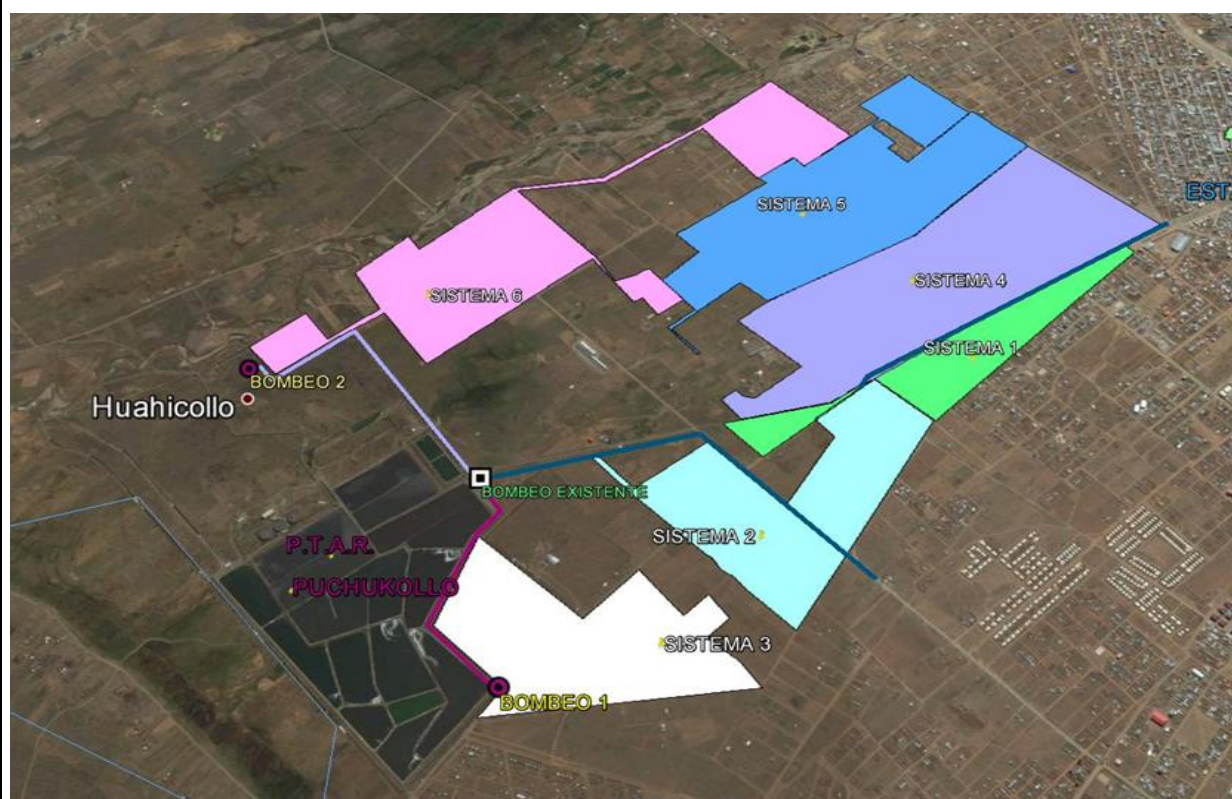 SISTEMA 5
SISTEMA 4
SISTEMA 6
SISTEMA 1
BOMBEO 2
Huahicollo
BOMBEO EXISTENTE
SISTEMA 2
P.T.A.R.
PUCHUKOLLO
SISTEMA 3
BOMBEO 1